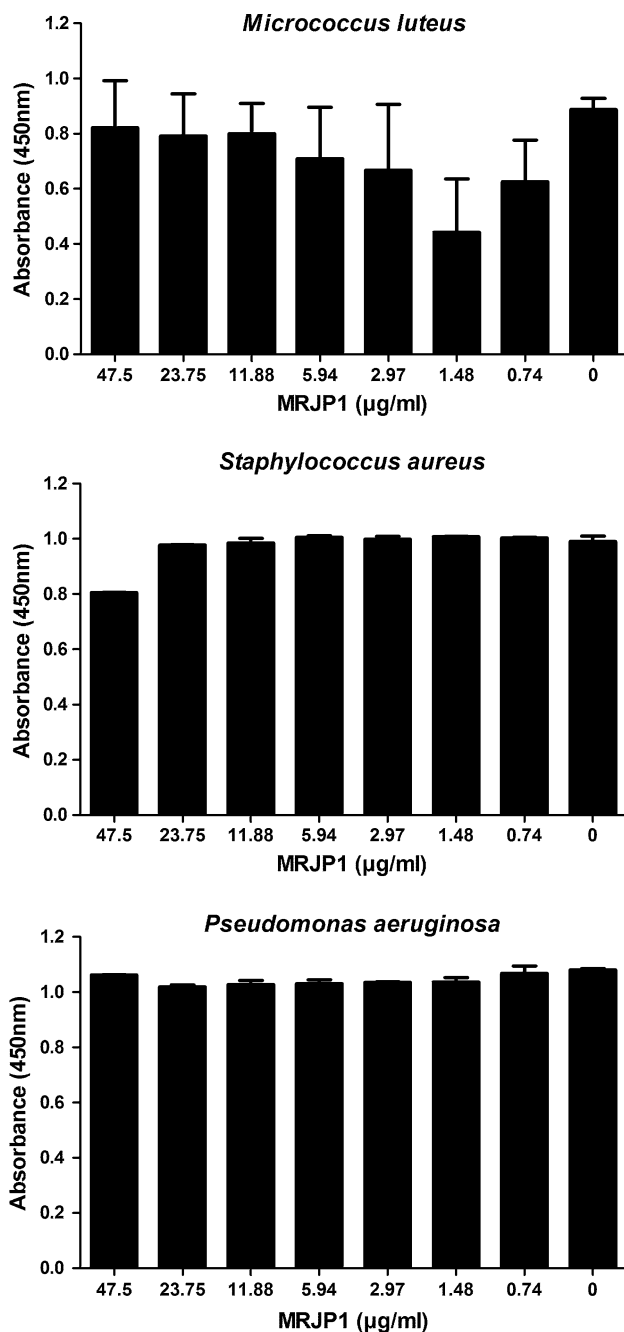 Micrococcus luteus
Absorbance (450nm)
1.2
1.0
0.8
0.6
0.4
0.2
0.0
47.5 23.75 11.88 5.94 2.97 1.48 0.74 0
MRJP1 (µg/ml)
Staphylococcus aureus
Absorbance (450nm)
1.2
1.0
0.8
0.6
0.4
0.2
0.0
47.5 23.75 11.88 5.94 2.97 1.48 0.74 0
MRJP1 (µg/ml)
Pseudomonas aeruginosa
Absorbance (450nm)
1.2
1.0
0.8
0.6
0.4
0.2
0.0
47.5 23.75 11.88 5.94 2.97 1.48 0.74 0
MRJP1 (µg/ml)